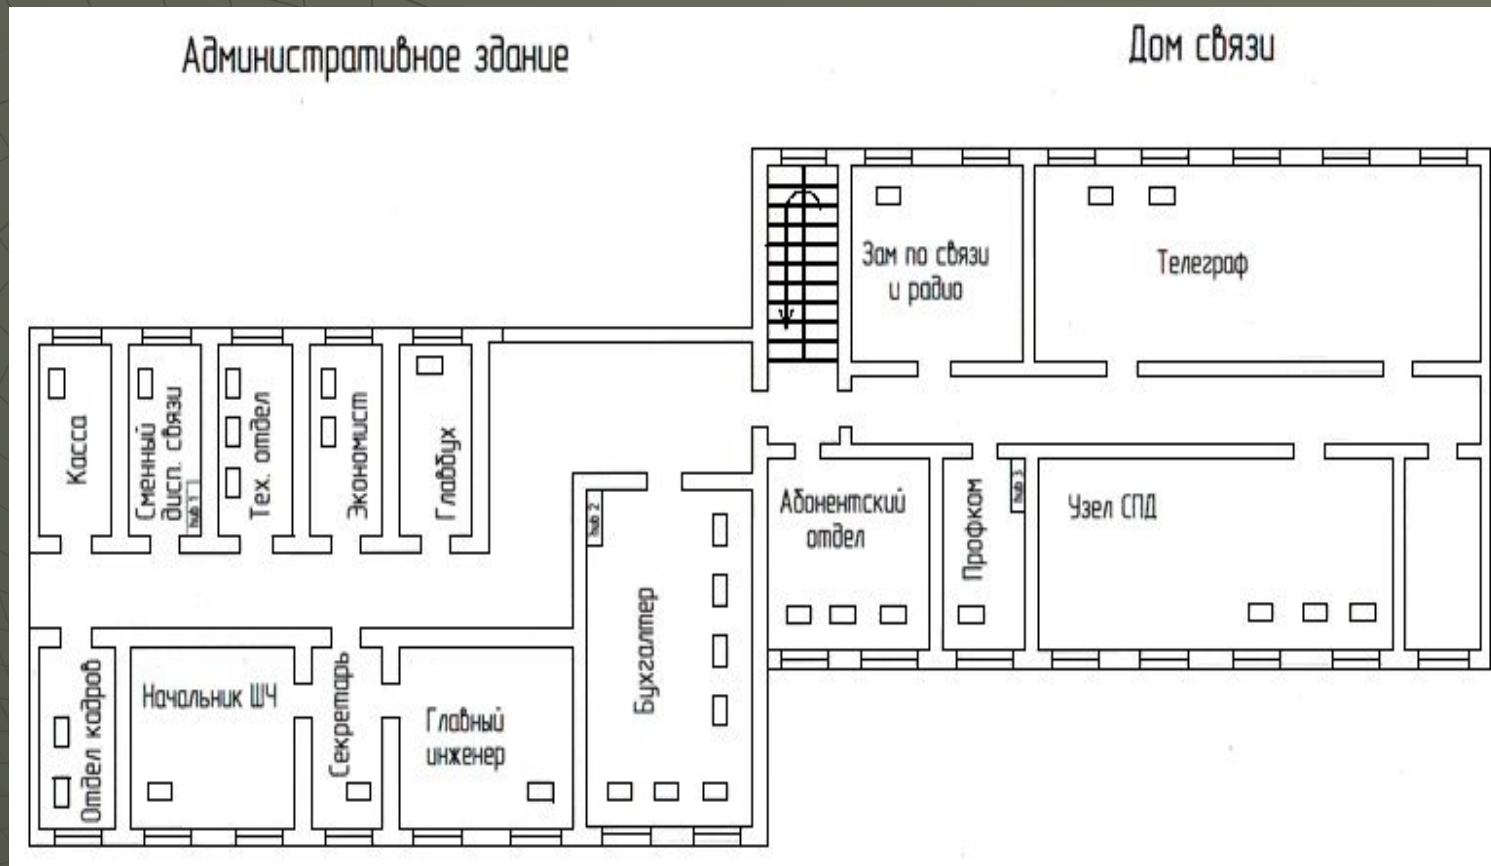 Административное здание
Дом связи
Зам по связи
и радио
Телеграф
Касса
Сменный
дисп. связи
hub 1
Тех. отдел
Экономист
Главбух
hub 2
Бухгалтер
Абонентский
отдел
Профком
hub 3
Узел СПД
Отдел кадров
Начальник ШЧ
Секретарь
Главный
инженер